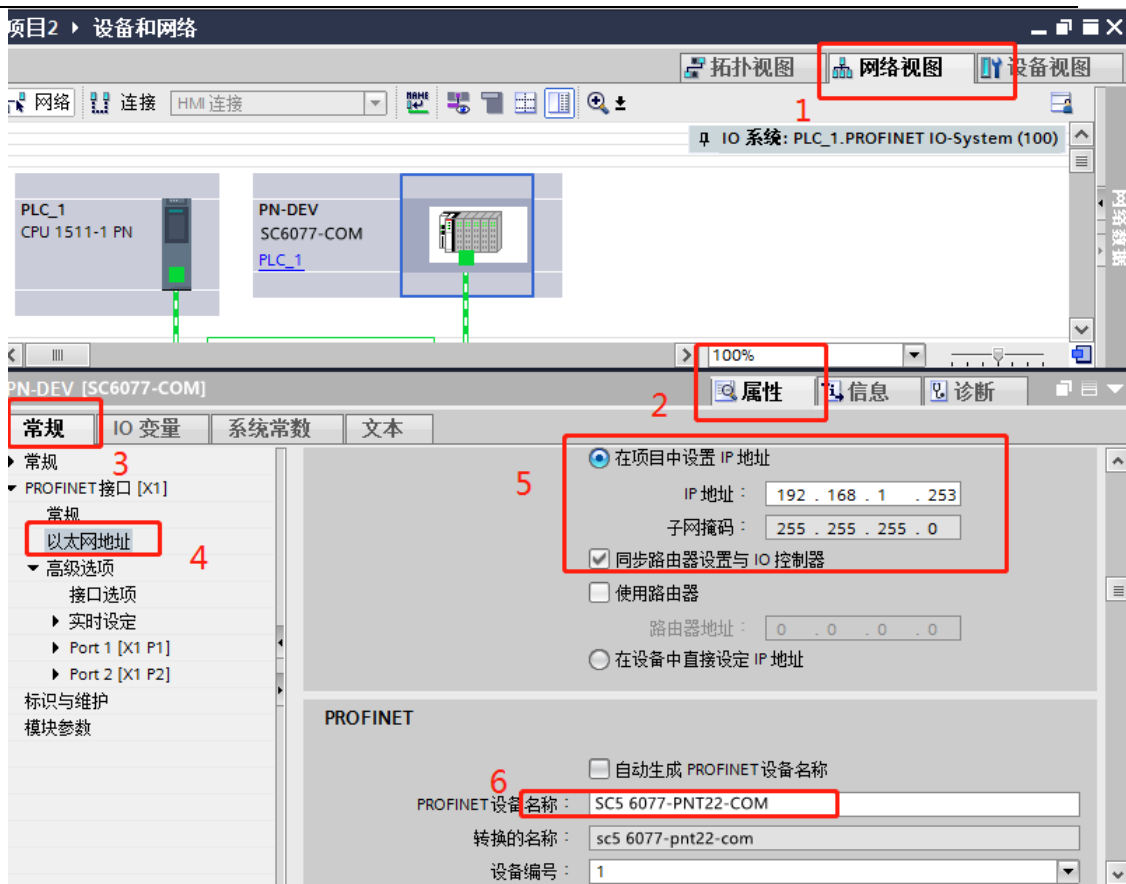 项目2 ▸ 设备和网络
拓扑视图 网络视图 设备视图
网络 连接 HMI 连接
1
IO 系统: PLC_1.PROFINET IO-System (100)
PLC_1
CPU 1511-1 PN
PN-DEV
SC6077-COM
PLC_1
网络数据
100%
PN-DEV [SC6077-COM]
2
属性 信息 诊断
常规 IO 变量 系统常数 文本
3
常规
PROFINET接口 [X1]
常规
以太网地址
4
高级选项
接口选项
实时设定
Port 1 [X1 P1]
Port 2 [X1 P2]
标识与维护
模块参数
5
在项目中设置 IP 地址
IP 地址: 192 . 168 . 1 . 253
子网掩码: 255 . 255 . 255 . 0
同步路由器设置与 IO 控制器
使用路由器
路由器地址: 0 . 0 . 0 . 0
在设备中直接设定 IP 地址
PROFINET
自动生成 PROFINET设备名称
6
PROFINET设备名称: SC5 6077-PNT22-COM
转换的名称: sc5 6077-pnt22-com
设备编号: 1